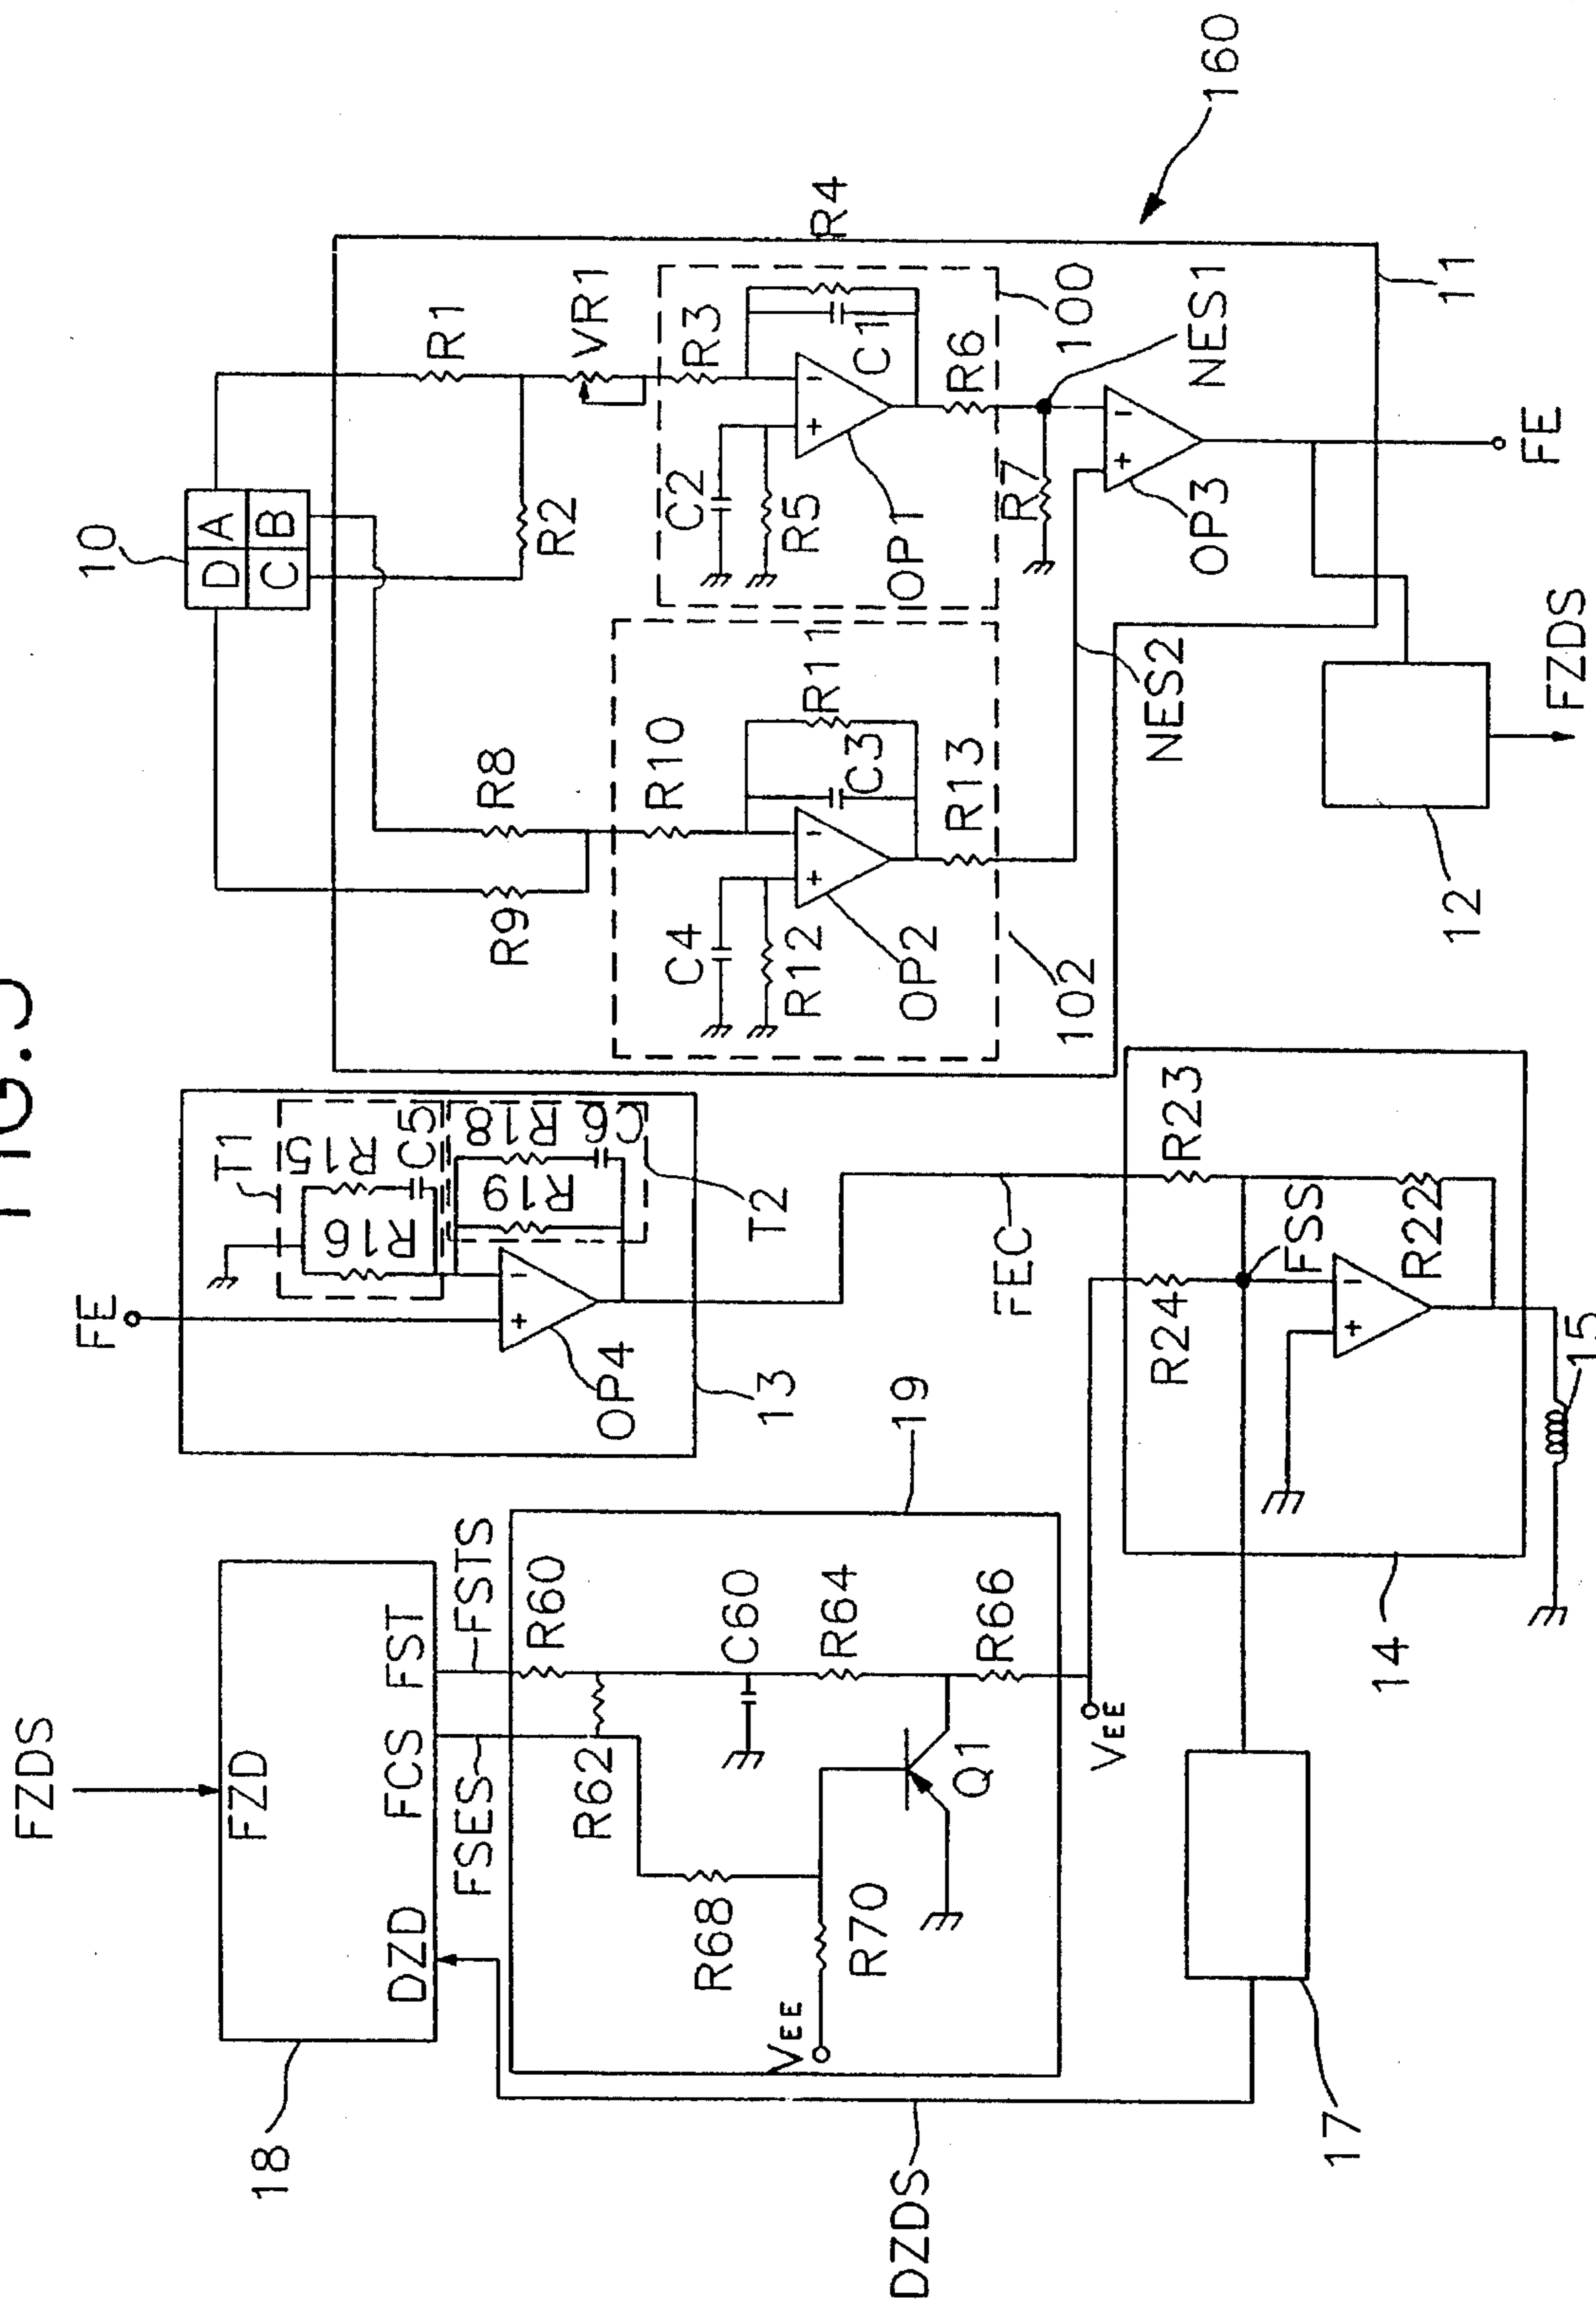 10
D
A
C
B
R1
R2
VR1
R4
R3
C1
C2
R5
OP1
R6
100
R7
NES1
OP3
11
160
FE
R8
R9
R10
R11
C3
C4
R12
OP2
R13
102
NES2
12
FZDS
FE
T1
R15
C5
R16
R18
C6
R19
T2
OP4
13
FEC
R23
R24
FSS
R22
15
14
FZDS
FZD
FCS
FST
DZD
18
FSES
FSTS
19
R60
R62
C60
R64
R66
R68
R70
Q1
VEE
VEE
DZDS
17